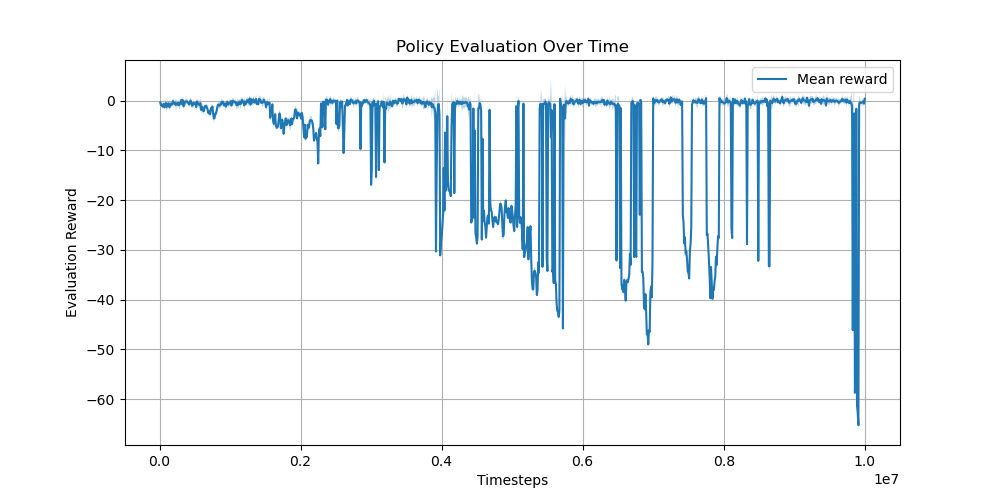 Policy Evaluation Over Time
Mean reward
Evaluation Reward
0
−10
−20
−30
−40
−50
−60
0.0 0.2 0.4 0.6 0.8 1.0
1e7
Timesteps